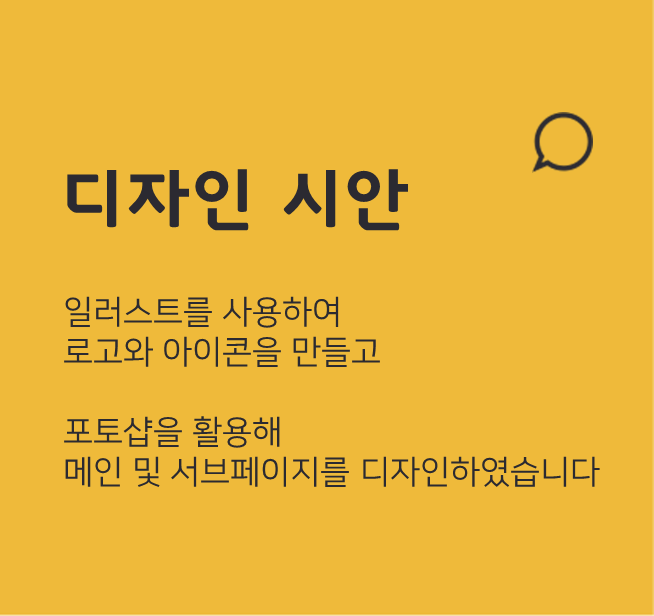 디자인 시안
일러스트를 사용하여
로고와 아이콘을 만들고
포토샵을 활용해
메인 및 서브페이지를 디자인하였습니다